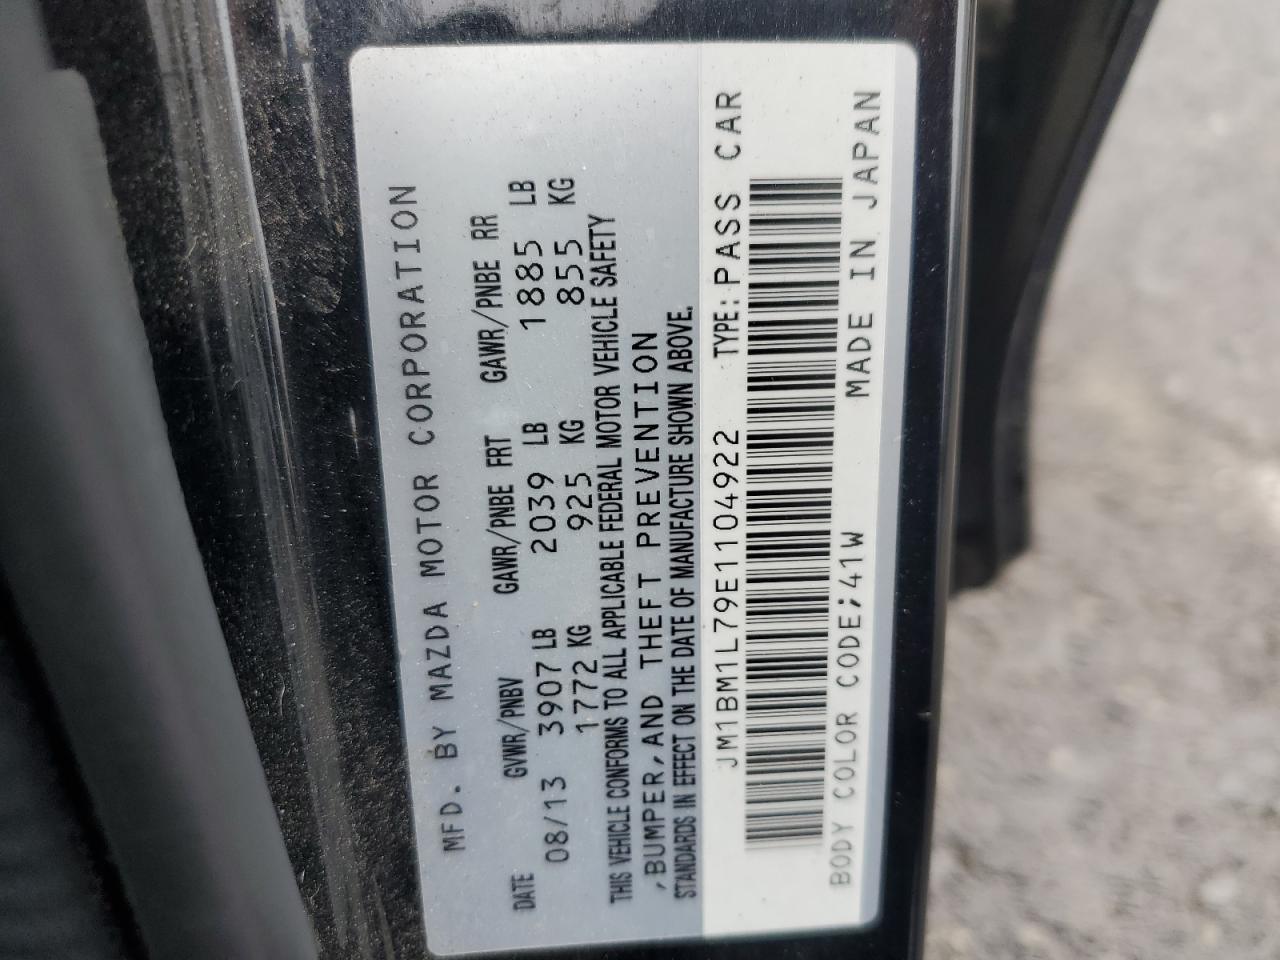 MFD. BY MAZDA MOTOR CORPORATION
DATE GVWR/PNBV GAWR/PNBE FRT GAWR/PNBE RR
08/13 3907 LB 2039 LB 1885 LB
1772 KG 925 KG 855 KG
THIS VEHICLE CONFORMS TO ALL APPLICABLE FEDERAL MOTOR VEHICLE SAFETY
,BUMPER,AND THEFT PREVENTION
STANDARDS IN EFFECT ON THE DATE OF MANUFACTURE SHOWN ABOVE.
JM1BM1L79E1104922 TYPE:PASS CAR
BODY COLOR CODE;41W MADE IN JAPAN